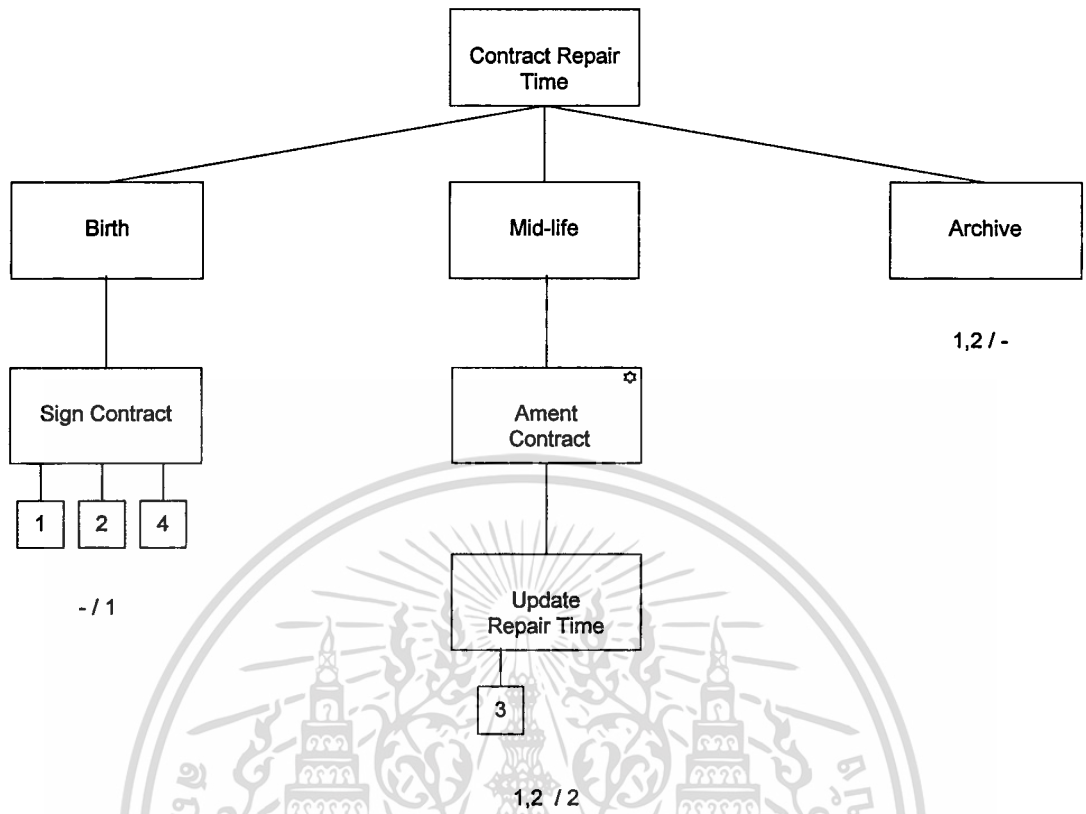 Contract Repair
Time
Birth
Mid-life
Archive
1,2 / -
Sign Contract
Ament
Contract
1
2
4
- / 1
Update
Repair Time
3
1,2 / 2